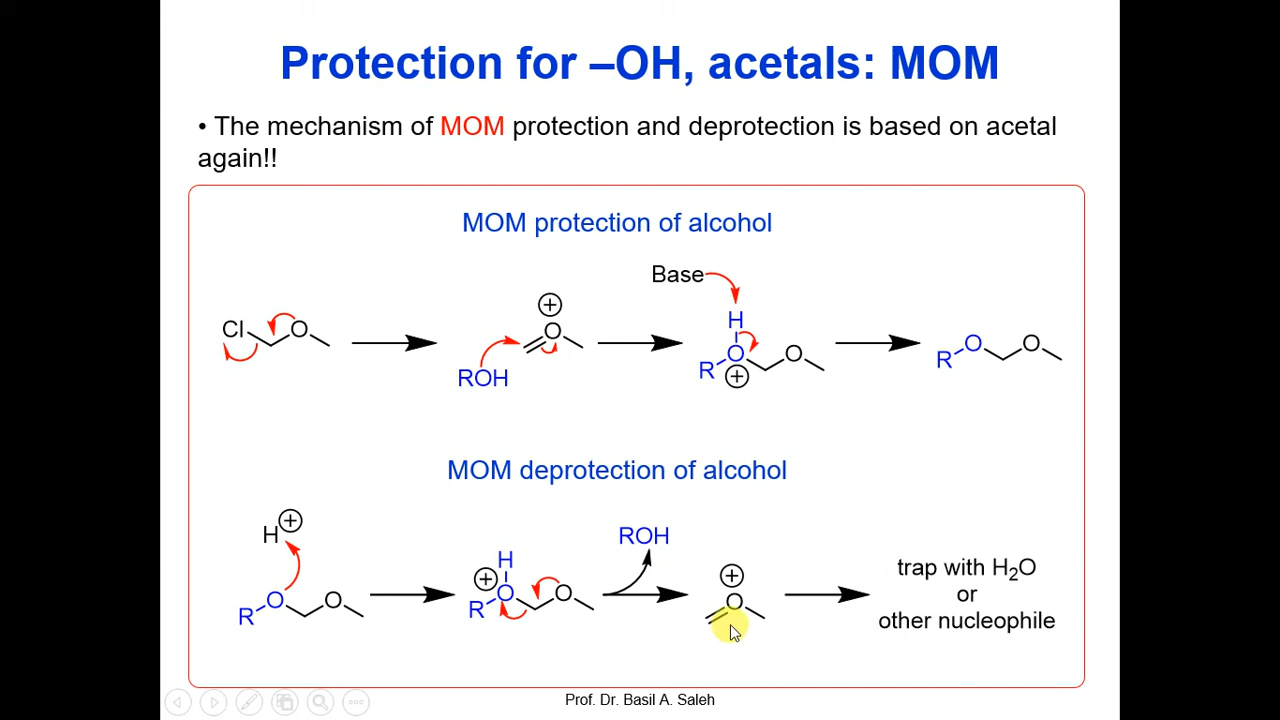 Protection for –OH, acetals: MOM
• The mechanism of MOM protection and deprotection is based on acetal
again!!
MOM protection of alcohol
Cl O
ROH
+
O
Base
H
R O O
+
R O O
MOM deprotection of alcohol
H +
R O O
H
+
R O O
ROH
+
O
trap with H₂O
or
other nucleophile
Prof. Dr. Basil A. Saleh